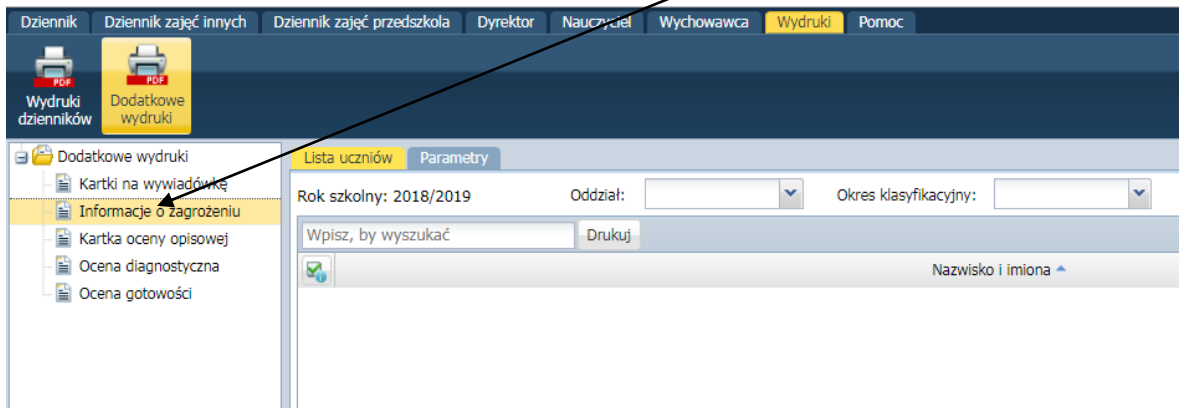 Dziennik Dziennik zajęć innych Dziennik zajęć przedszkola Dyrektor Nauczyciel Wychowawca Wydruki Pomoc
PDF PDF
Wydruki dzienników Dodatkowe wydruki
Dodatkowe wydruki
Kartki na wywiadówkę
Informacje o zagrożeniu
Kartka oceny opisowej
Ocena diagnostyczna
Ocena gotowości
Lista uczniów Parametry
Rok szkolny: 2018/2019 Oddział: Okres klasyfikacyjny:
Wpisz, by wyszukać Drukuj
Nazwisko i imiona